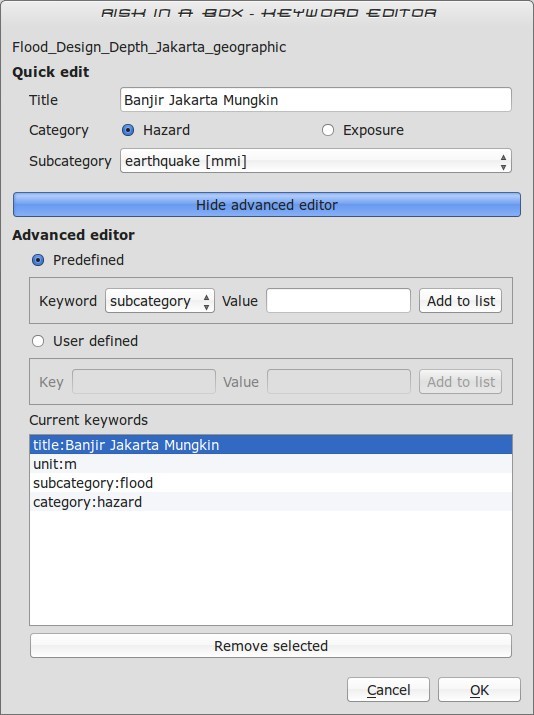 RISK IN A BOX - KEYWORD EDITOR
Flood_Design_Depth_Jakarta_geographic
Quick edit
Title Banjir Jakarta Mungkin
Category Hazard Exposure
Subcategory earthquake [mmi]
Hide advanced editor
Advanced editor
Predefined
Keyword subcategory Value Add to list
User defined
Key Value Add to list
Current keywords
title:Banjir Jakarta Mungkin
unit:m
subcategory:flood
category:hazard
Remove selected
Cancel OK